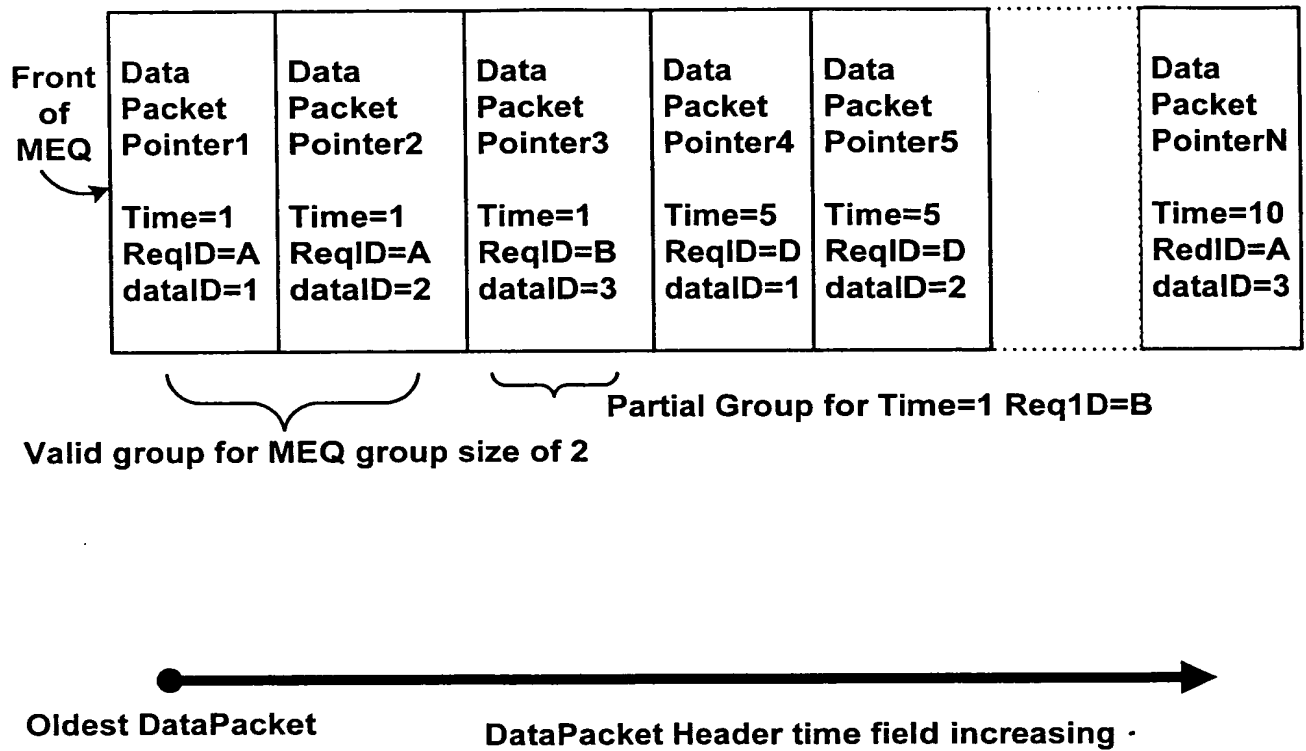 Front
of
MEQ
Data
Packet
Pointer1
Time=1
ReqID=A
dataID=1
Data
Packet
Pointer2
Time=1
ReqID=A
dataID=2
Data
Packet
Pointer3
Time=1
ReqID=B
dataID=3
Data
Packet
Pointer4
Time=5
ReqID=D
dataID=1
Data
Packet
Pointer5
Time=5
ReqID=D
dataID=2
Data
Packet
PointerN
Time=10
RedID=A
dataID=3
Partial Group for Time=1 Req1D=B
Valid group for MEQ group size of 2
Oldest DataPacket
DataPacket Header time field increasing